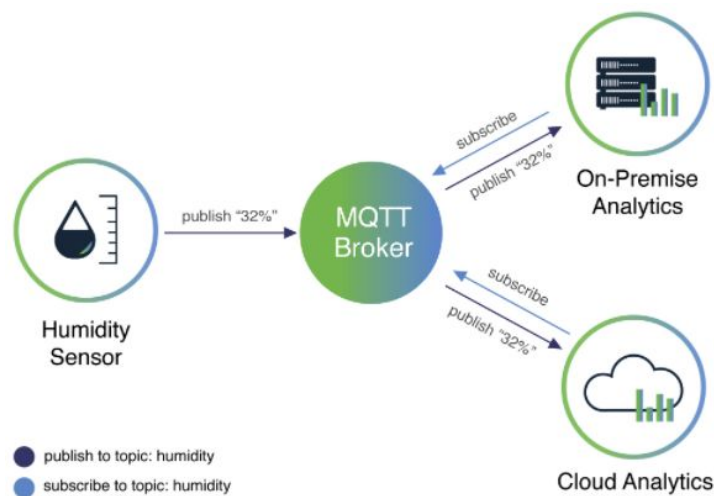 subscribe
publish “32%”
On-Premise
Analytics
publish “32%”
MQTT
Broker
subscribe
publish “32%”
Humidity
Sensor
publish to topic: humidity
subscribe to topic: humidity
Cloud Analytics